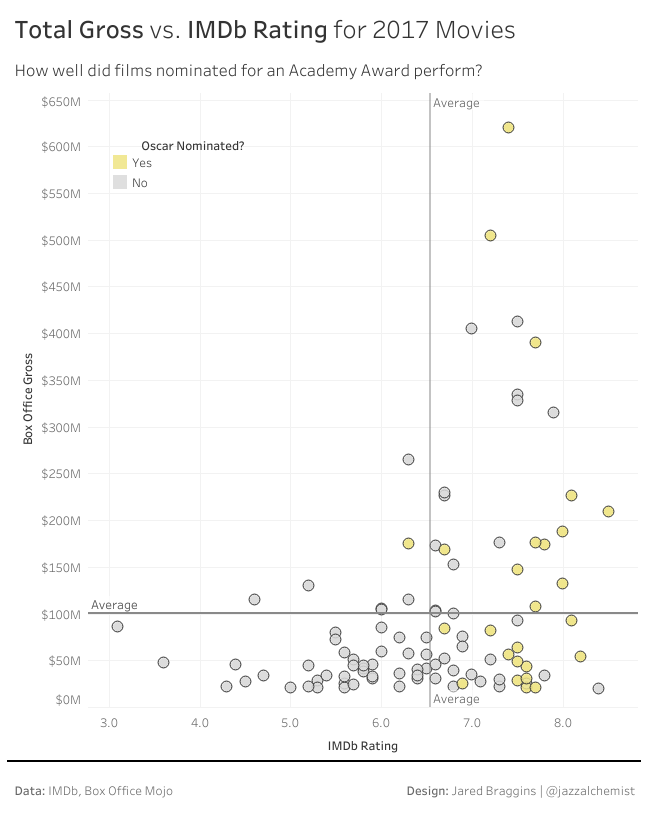 Total Gross vs. IMDb Rating for 2017 Movies
How well did films nominated for an Academy Award perform?
$650M
Average
$600M
Oscar Nominated?
Yes
No
$550M
$500M
$450M
$400M
$350M
Box Office Gross
$300M
$250M
$200M
$150M
Average
$100M
$50M
$0M
Average
3.0 4.0 5.0 6.0 7.0 8.0
IMDb Rating
Data: IMDb, Box Office Mojo
Design: Jared Braggins | @jazzalchemist